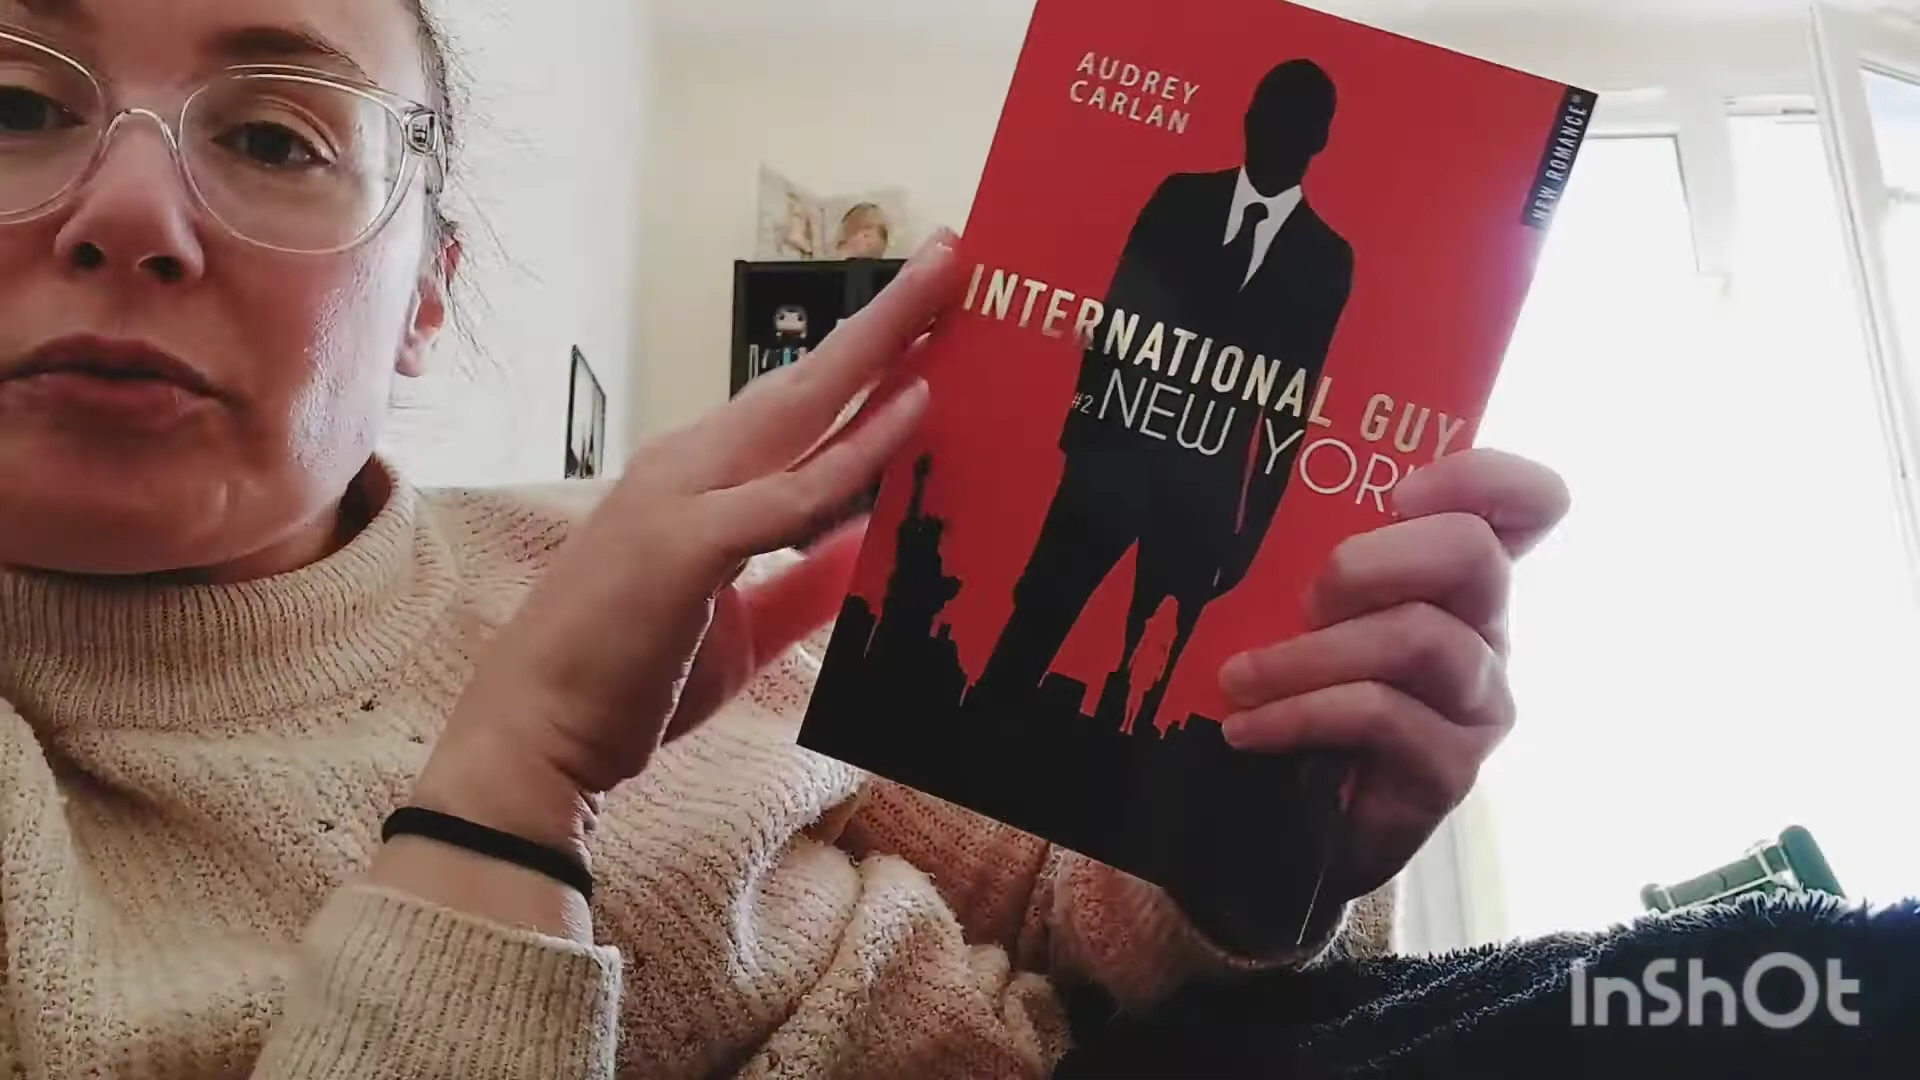 AUDREY
CARLAN
NEW ROMANCE
INTERNATIONAL GUY
#2 NEW YORK
InShOt